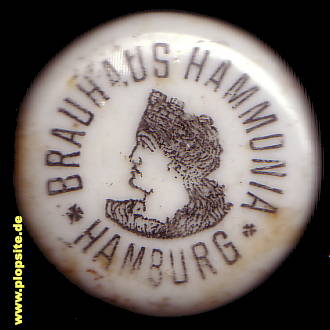 BRAUHAUS HAMMONIA
* HAMBURG *
www.plopsite.de